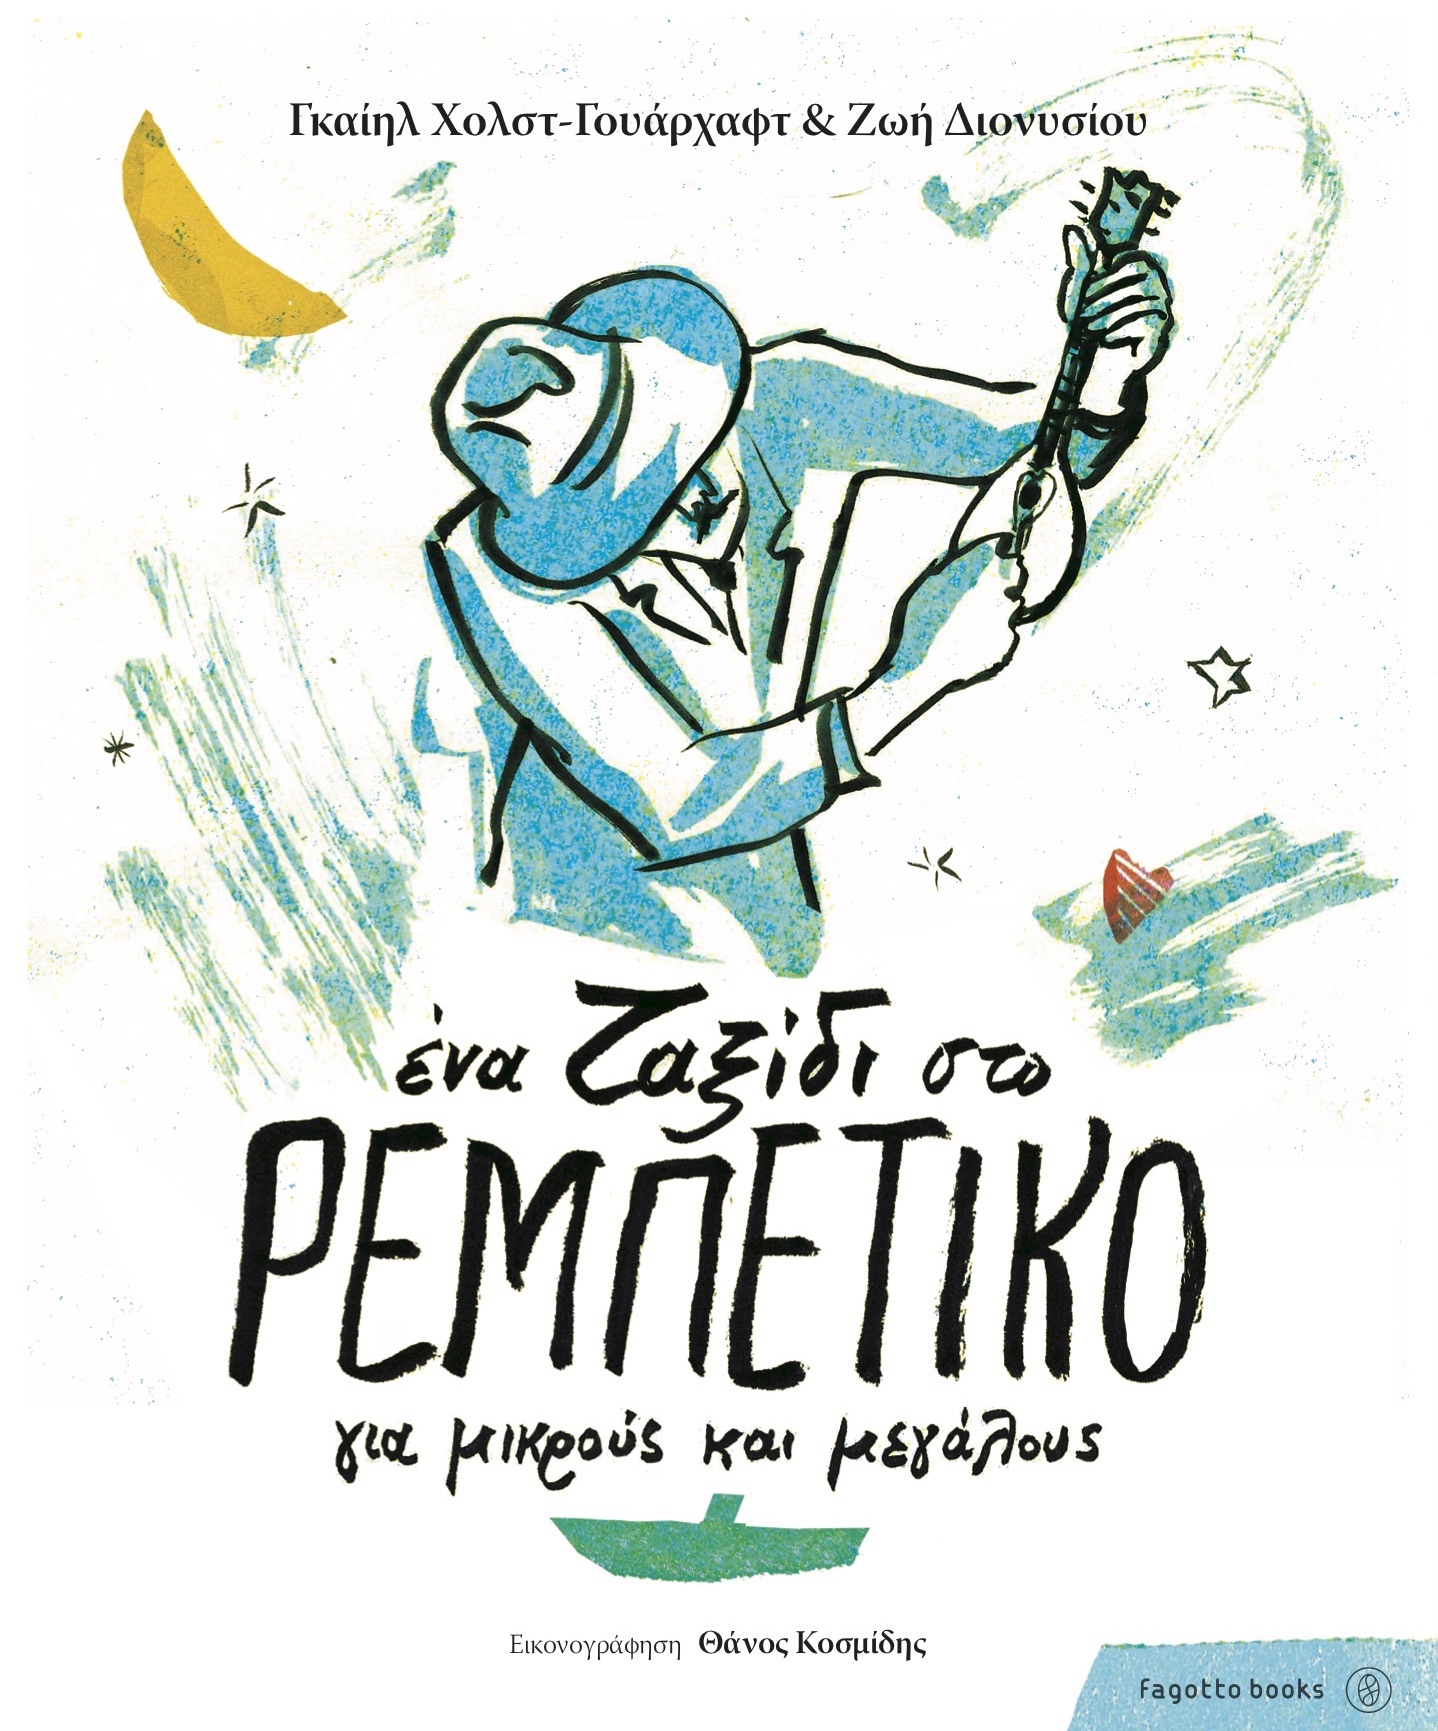 Γκαίηλ Χολστ-Γουάρχαφτ & Ζωή Διονυσίου
ένα Ταξίδι στο
ΡΕΜΠΕΤΙΚΟ
για μικρούς και μεγάλους
Εικονογράφηση Θάνος Κοσμίδης
fagotto books